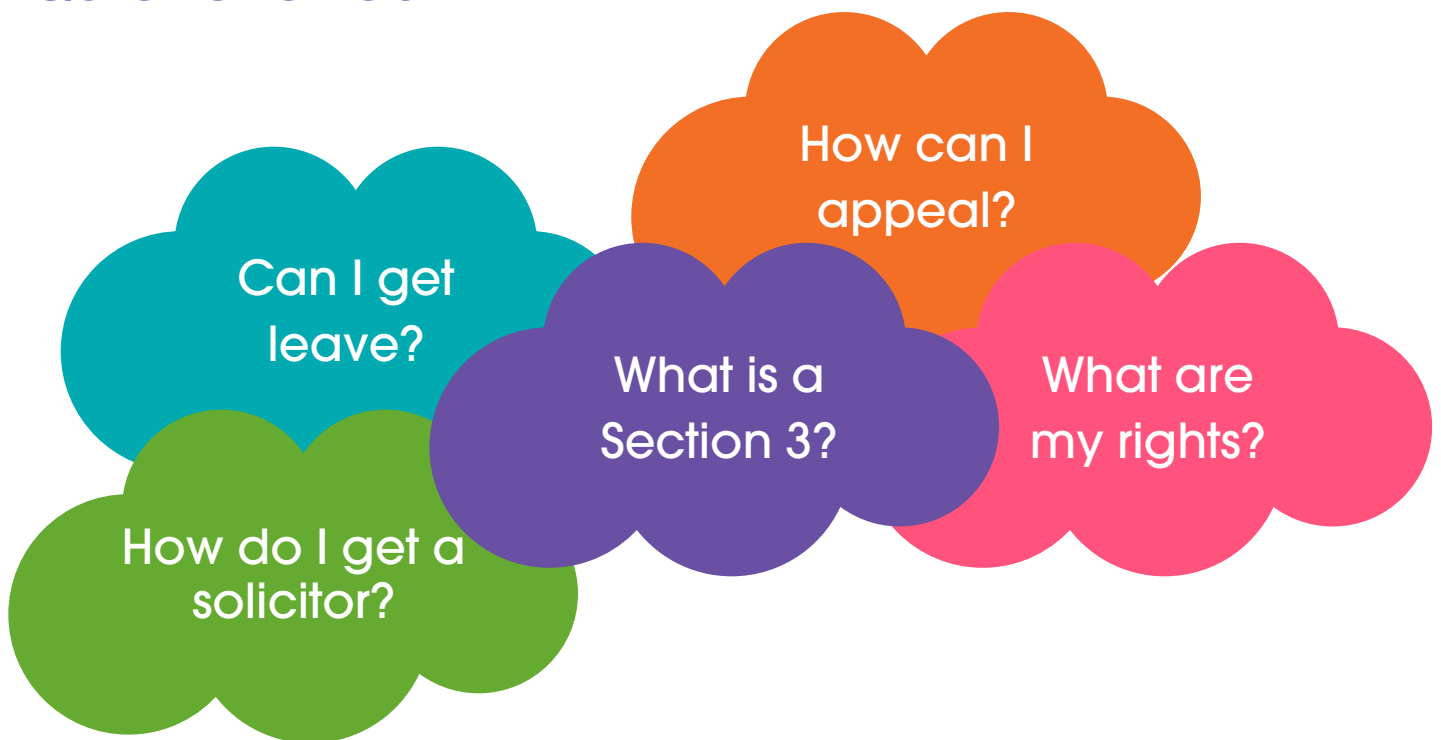 How can I
appeal?
Can I get
leave?
What is a
Section 3?
What are
my rights?
How do I get a
solicitor?